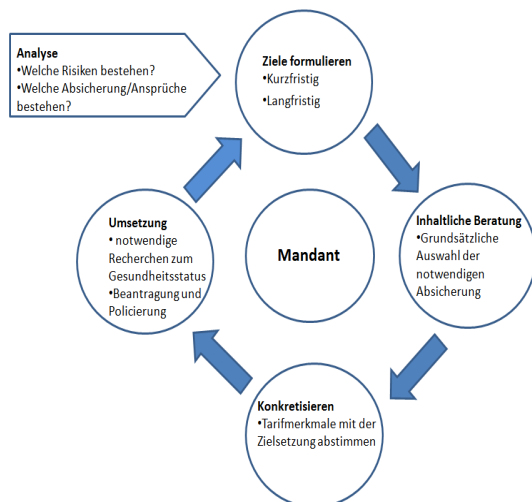 Analyse
•Welche Risiken bestehen?
•Welche Absicherung/Ansprüche
bestehen?
Ziele formulieren
•Kurzfristig
•Langfristig
Inhaltliche Beratung
•Grundsätzliche
Auswahl der
notwendigen
Absicherung
Konkretisieren
•Tarifmerkmale mit der
Zielsetzung abstimmen
Umsetzung
• notwendige
Recherchen zum
Gesundheitsstatus
•Beantragung und
Policierung
Mandant